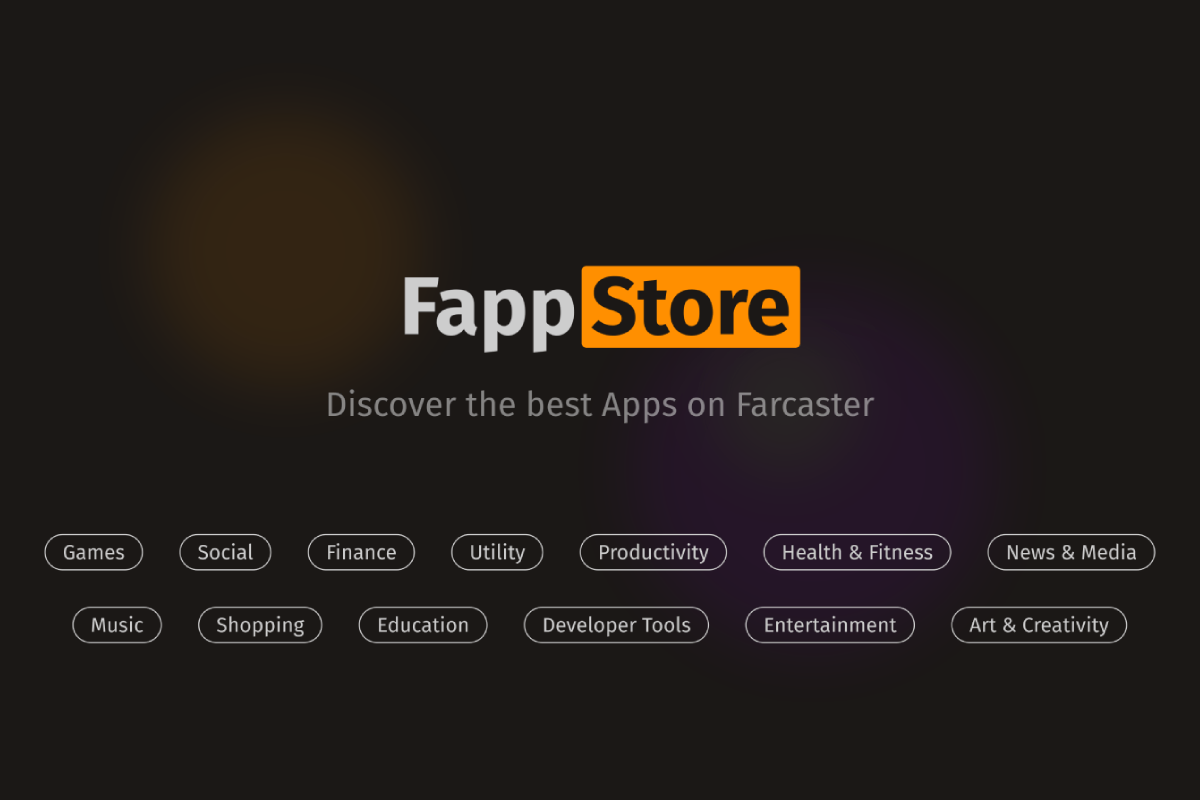 FappStore
Discover the best Apps on Farcaster
Games Social Finance Utility Productivity Health & Fitness News & Media
Music Shopping Education Developer Tools Entertainment Art & Creativity